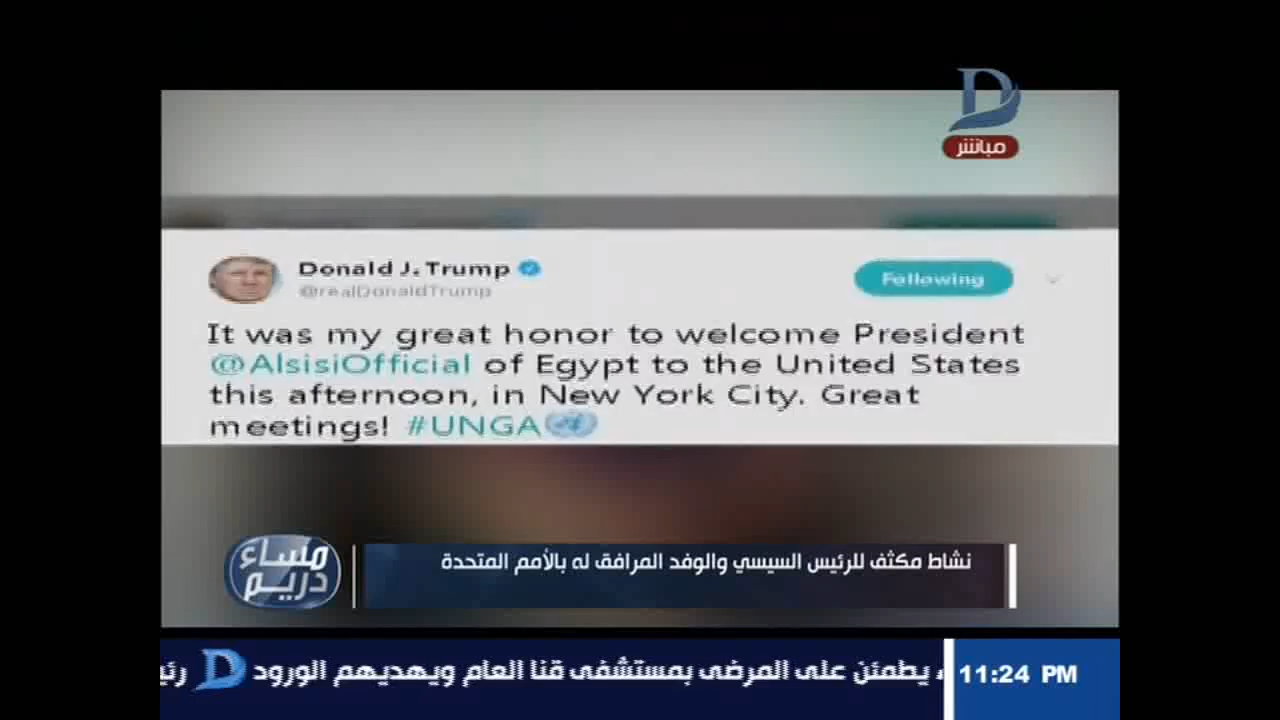 مباشر
Donald J. Trump
@realDonaldTrump
Following
It was my great honor to welcome President
@AlsisiOfficial of Egypt to the United States
this afternoon, in New York City. Great
meetings! #UNGA
نشاط مكثف للرئيس السيسي والوفد المرافق له بالأمم المتحدة
مساء
دريم
يطمئن على المرضى بمستشفى قنا العام ويهديهم الورود
11:24 PM